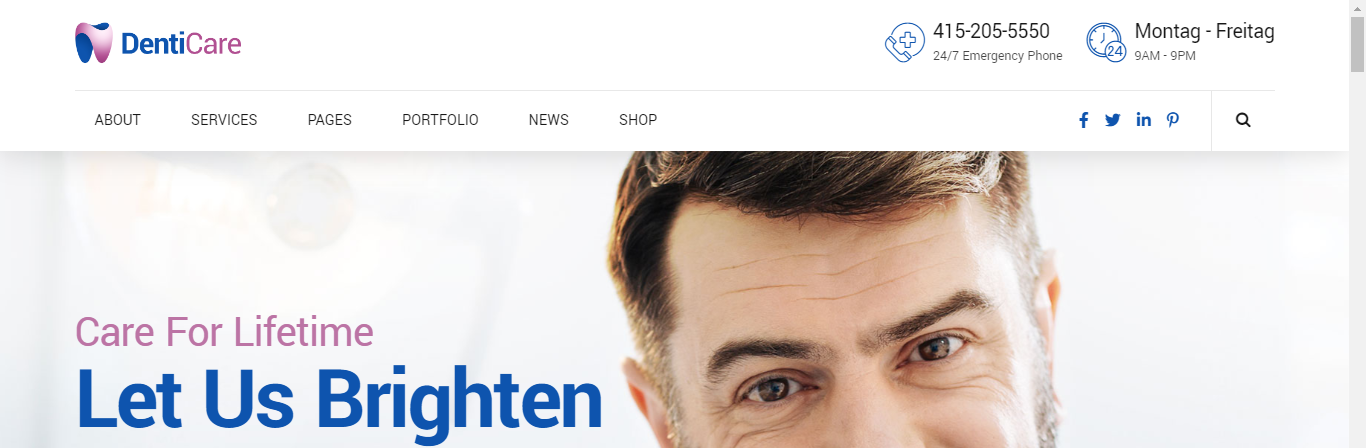 DentiCare
415-205-5550
24/7 Emergency Phone
24
Montag - Freitag
9AM - 9PM
ABOUT SERVICES PAGES PORTFOLIO NEWS SHOP
Care For Lifetime
Let Us Brighten